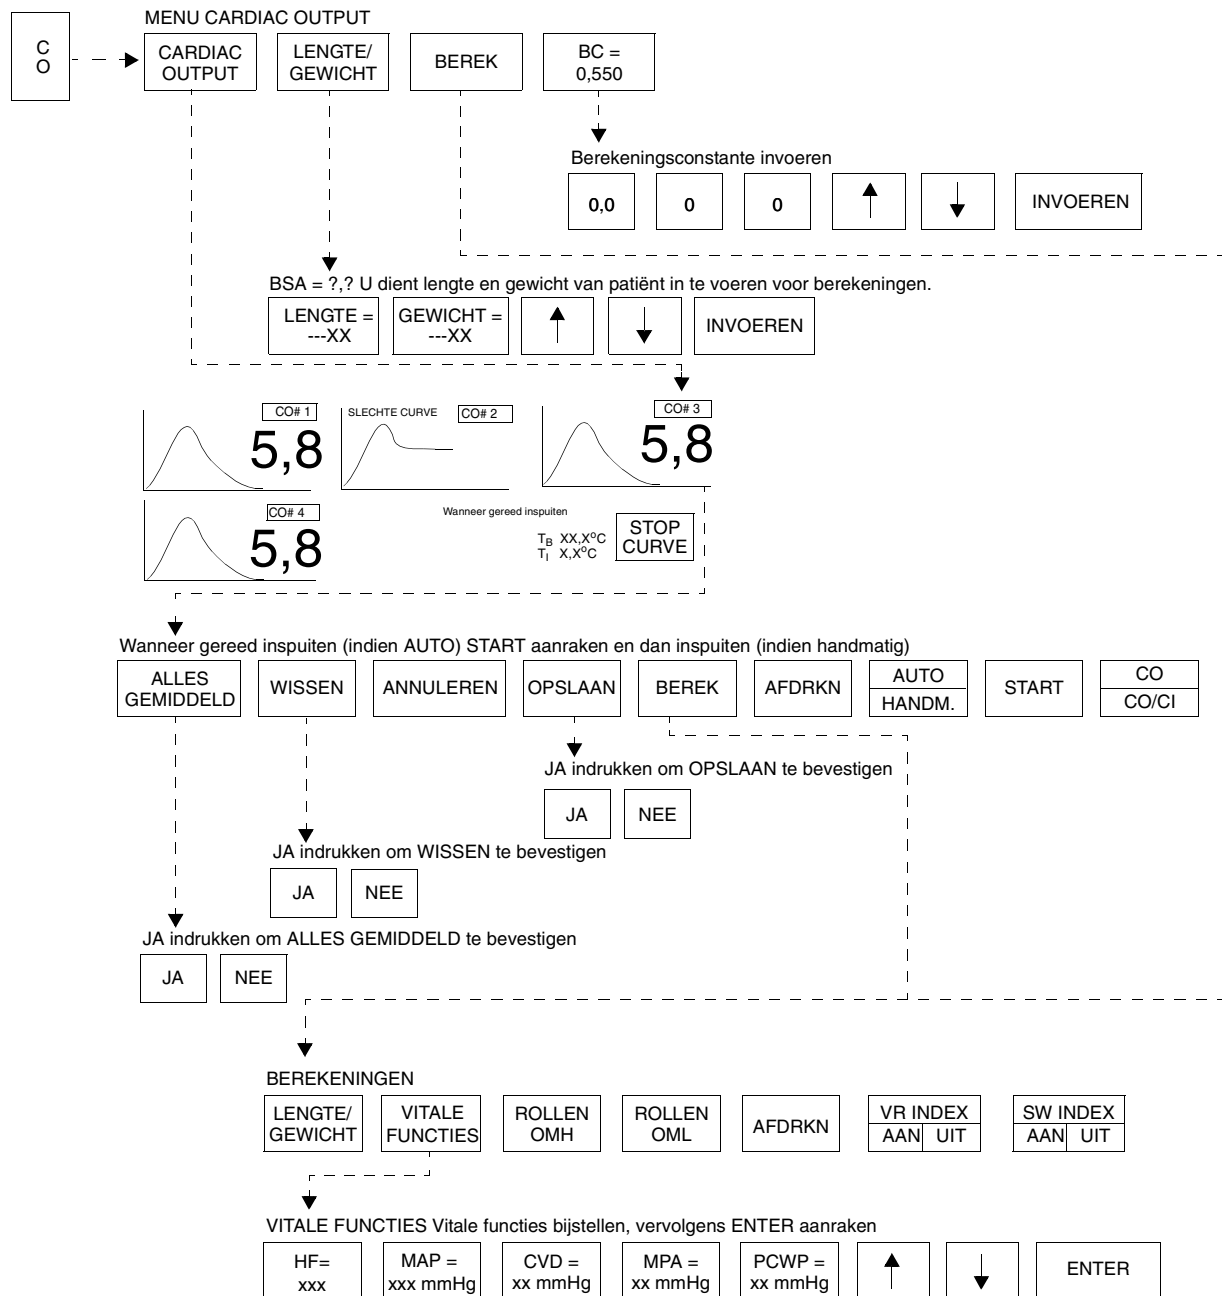 MENU CARDIAC OUTPUT
C
O
CARDIAC
OUTPUT
LENGTE/
GEWICHT
BEREK
BC =
0,550
Berekeningsconstante invoeren
0,0
0
0
INVOEREN
BSA = ?,? U dient lengte en gewicht van patiënt in te voeren voor berekeningen.
LENGTE =
---XX
GEWICHT =
---XX
INVOEREN
CO# 1
5,8
SLECHTE CURVE
CO# 2
CO# 3
5,8
CO# 4
5,8
Wanneer gereed inspuiten
TB XX,XºC
TI X,XºC
STOP
CURVE
Wanneer gereed inspuiten (indien AUTO) START aanraken en dan inspuiten (indien handmatig)
ALLES
GEMIDDELD
WISSEN
ANNULEREN
OPSLAAN
BEREK
AFDRKN
AUTO
HANDM.
START
CO
CO/CI
JA indrukken om OPSLAAN te bevestigen
JA
NEE
JA indrukken om WISSEN te bevestigen
JA
NEE
JA indrukken om ALLES GEMIDDELD te bevestigen
JA
NEE
BEREKENINGEN
LENGTE/
GEWICHT
VITALE
FUNCTIES
ROLLEN
OMH
ROLLEN
OML
AFDRKN
VR INDEX
AAN UIT
SW INDEX
AAN UIT
VITALE FUNCTIES Vitale functies bijstellen, vervolgens ENTER aanraken
HF=
xxx
MAP =
xxx mmHg
CVD =
xx mmHg
MPA =
xx mmHg
PCWP =
xx mmHg
ENTER